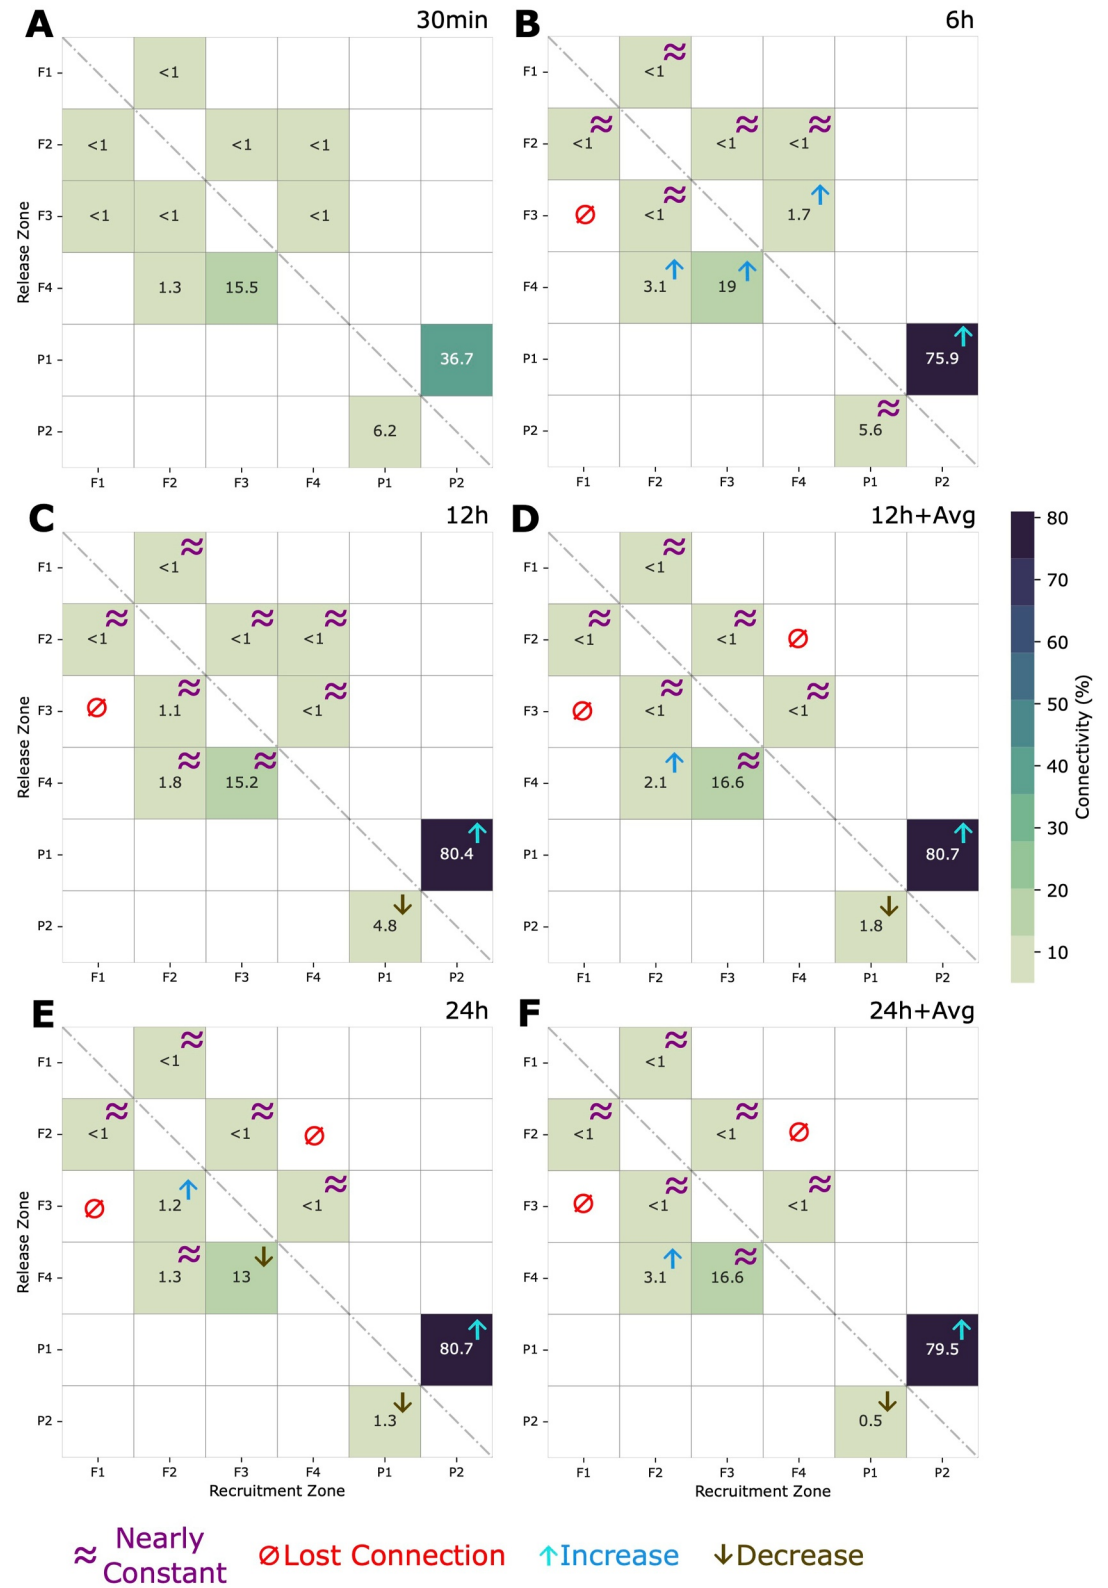 A 30min
F1 <1
F2 <1 <1 <1
F3 <1 <1 <1
F4 1.3 15.5
P1 36.7
P2 6.2
F1 F2 F3 F4 P1 P2
Release Zone
B 6h
F1 <1
F2 <1 <1 <1
F3 <1 1.7
F4 3.1 19
P1 75.9
P2 5.6
F1 F2 F3 F4 P1 P2
C 12h
F1 <1
F2 <1 <1 <1
F3 1.1 <1
F4 1.8 15.2
P1 80.4
P2 4.8
F1 F2 F3 F4 P1 P2
Release Zone
D 12h+Avg
F1 <1
F2 <1 <1
F3 <1 <1
F4 2.1 16.6
P1 80.7
P2 1.8
F1 F2 F3 F4 P1 P2
80
70
60
50
40
30
20
10
Connectivity (%)
E 24h
F1 <1
F2 <1 <1
F3 1.2 <1
F4 1.3 13
P1 80.7
P2 1.3
F1 F2 F3 F4 P1 P2
Release Zone
Recruitment Zone
F 24h+Avg
F1 <1
F2 <1 <1
F3 <1 <1
F4 3.1 16.6
P1 79.5
P2 0.5
F1 F2 F3 F4 P1 P2
Recruitment Zone
≈ Nearly
Constant
∅ Lost Connection
↑ Increase
↓ Decrease